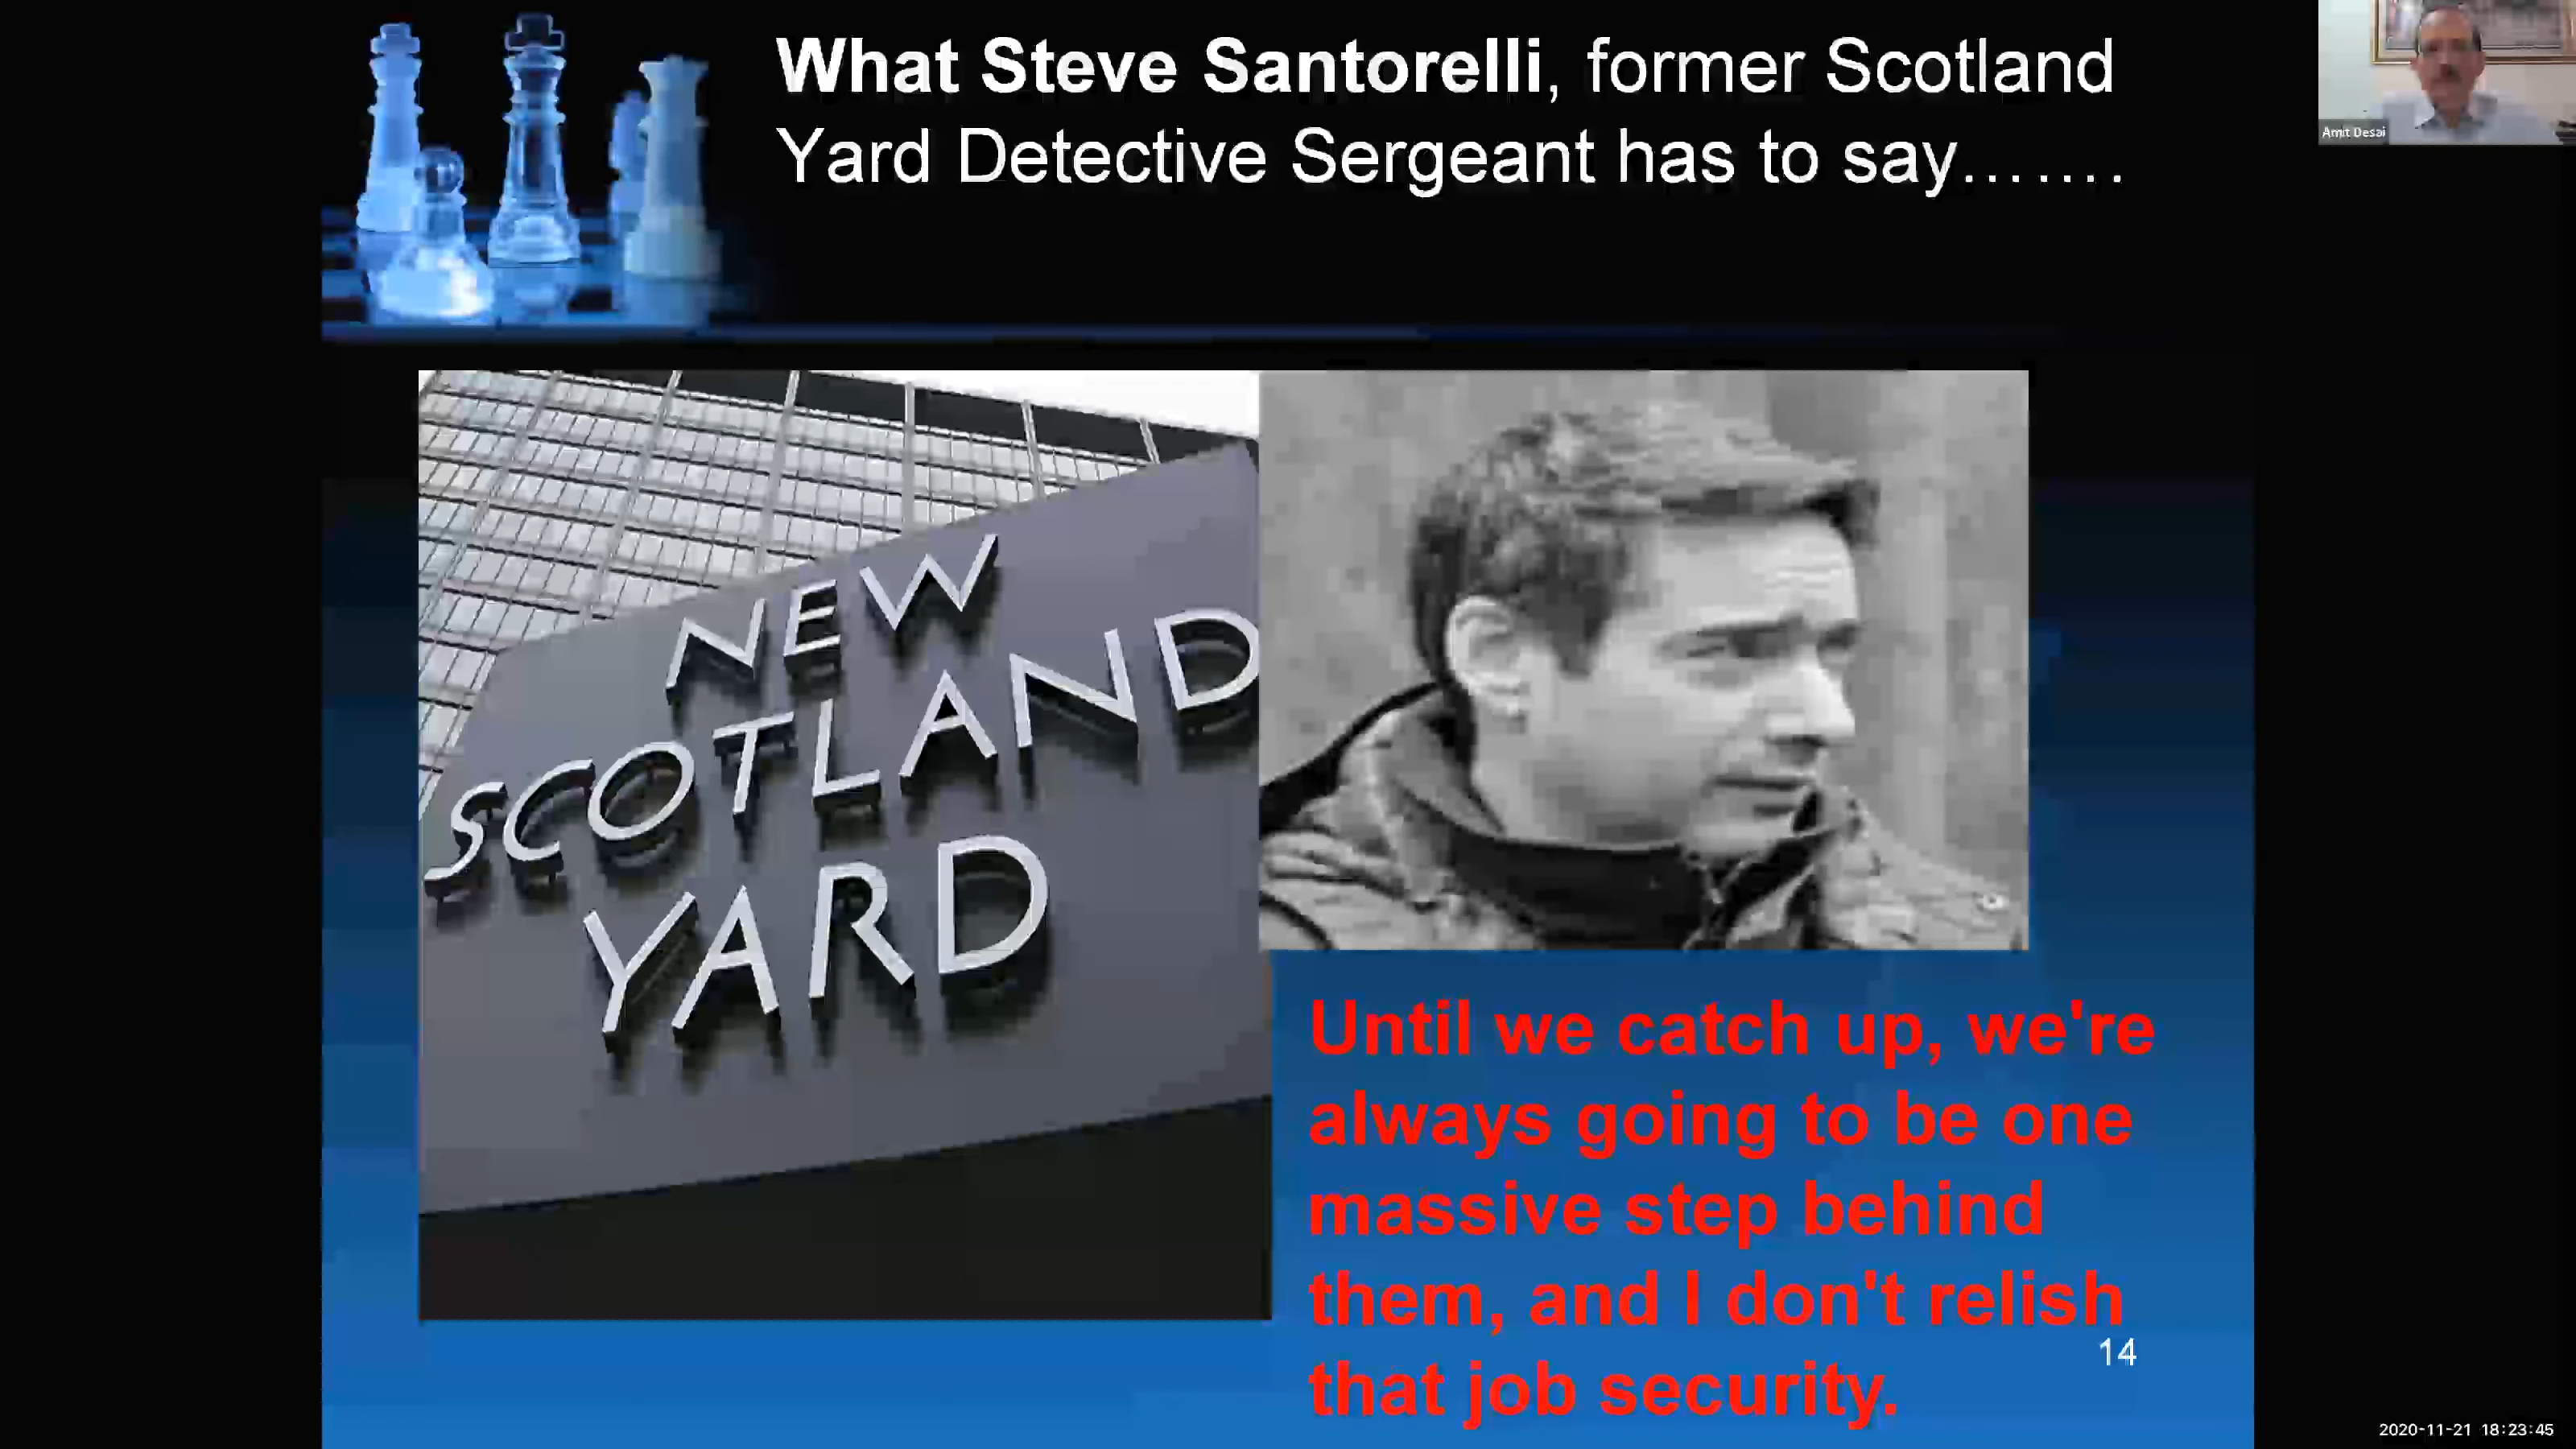 What Steve Santorelli, former Scotland
Yard Detective Sergeant has to say.......
Amit Desai
NEW
SCOTLAND
YARD
Until we catch up, we're
always going to be one
massive step behind
them, and I don't relish
that job security.
14
2020-11-21 18:23:45